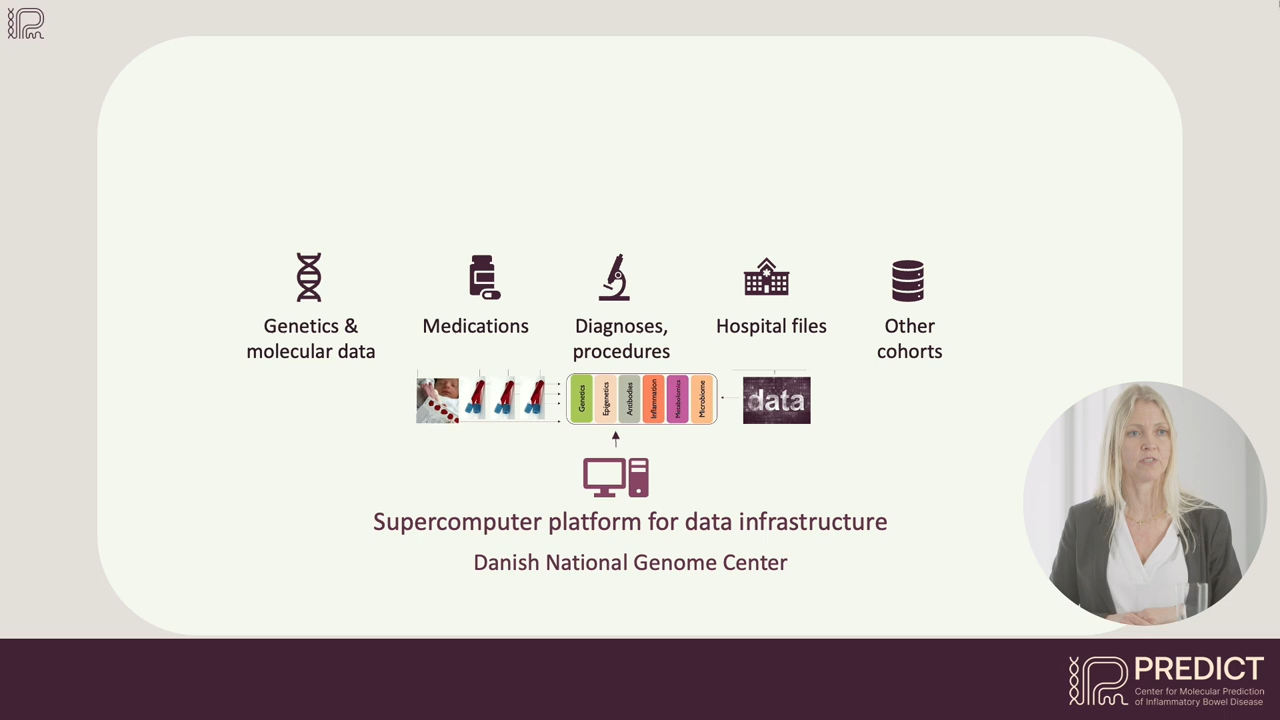 Genetics &
molecular data
Medications
Diagnoses,
procedures
Hospital files
Other
cohorts
Genetics
Epigenetics
Antibodies
Inflammation
Metabolomics
Microbiome
data
Supercomputer platform for data infrastructure
Danish National Genome Center
PREDICT
Center for Molecular Prediction
of Inflammatory Bowel Disease